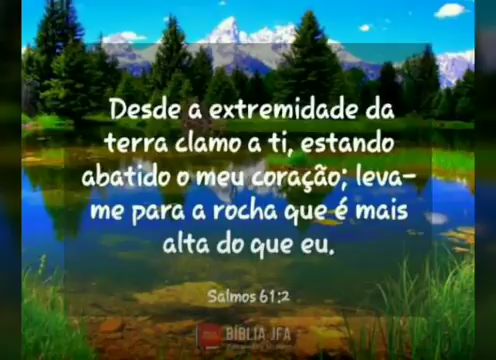 Desde a extremidade da
terra clamo a ti, estando
abatido o meu coração; leva-
me para a rocha que é mais
alta do que eu.
Salmos 61:2
BÍBLIA JFA